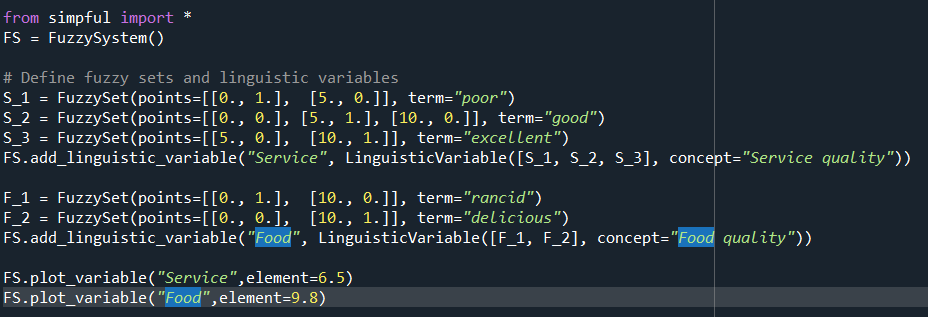 from simpful import *
FS = FuzzySystem()
# Define fuzzy sets and linguistic variables
S_1 = FuzzySet(points=[[0., 1.],  [5., 0.]], term="poor")
S_2 = FuzzySet(points=[[0., 0.], [5., 1.], [10., 0.]], term="good")
S_3 = FuzzySet(points=[[5., 0.],  [10., 1.]], term="excellent")
FS.add_linguistic_variable("Service", LinguisticVariable([S_1, S_2, S_3], concept="Service quality"))
F_1 = FuzzySet(points=[[0., 1.],  [10., 0.]], term="rancid")
F_2 = FuzzySet(points=[[0., 0.],  [10., 1.]], term="delicious")
FS.add_linguistic_variable("Food", LinguisticVariable([F_1, F_2], concept="Food quality"))
FS.plot_variable("Service",element=6.5)
FS.plot_variable("Food",element=9.8)